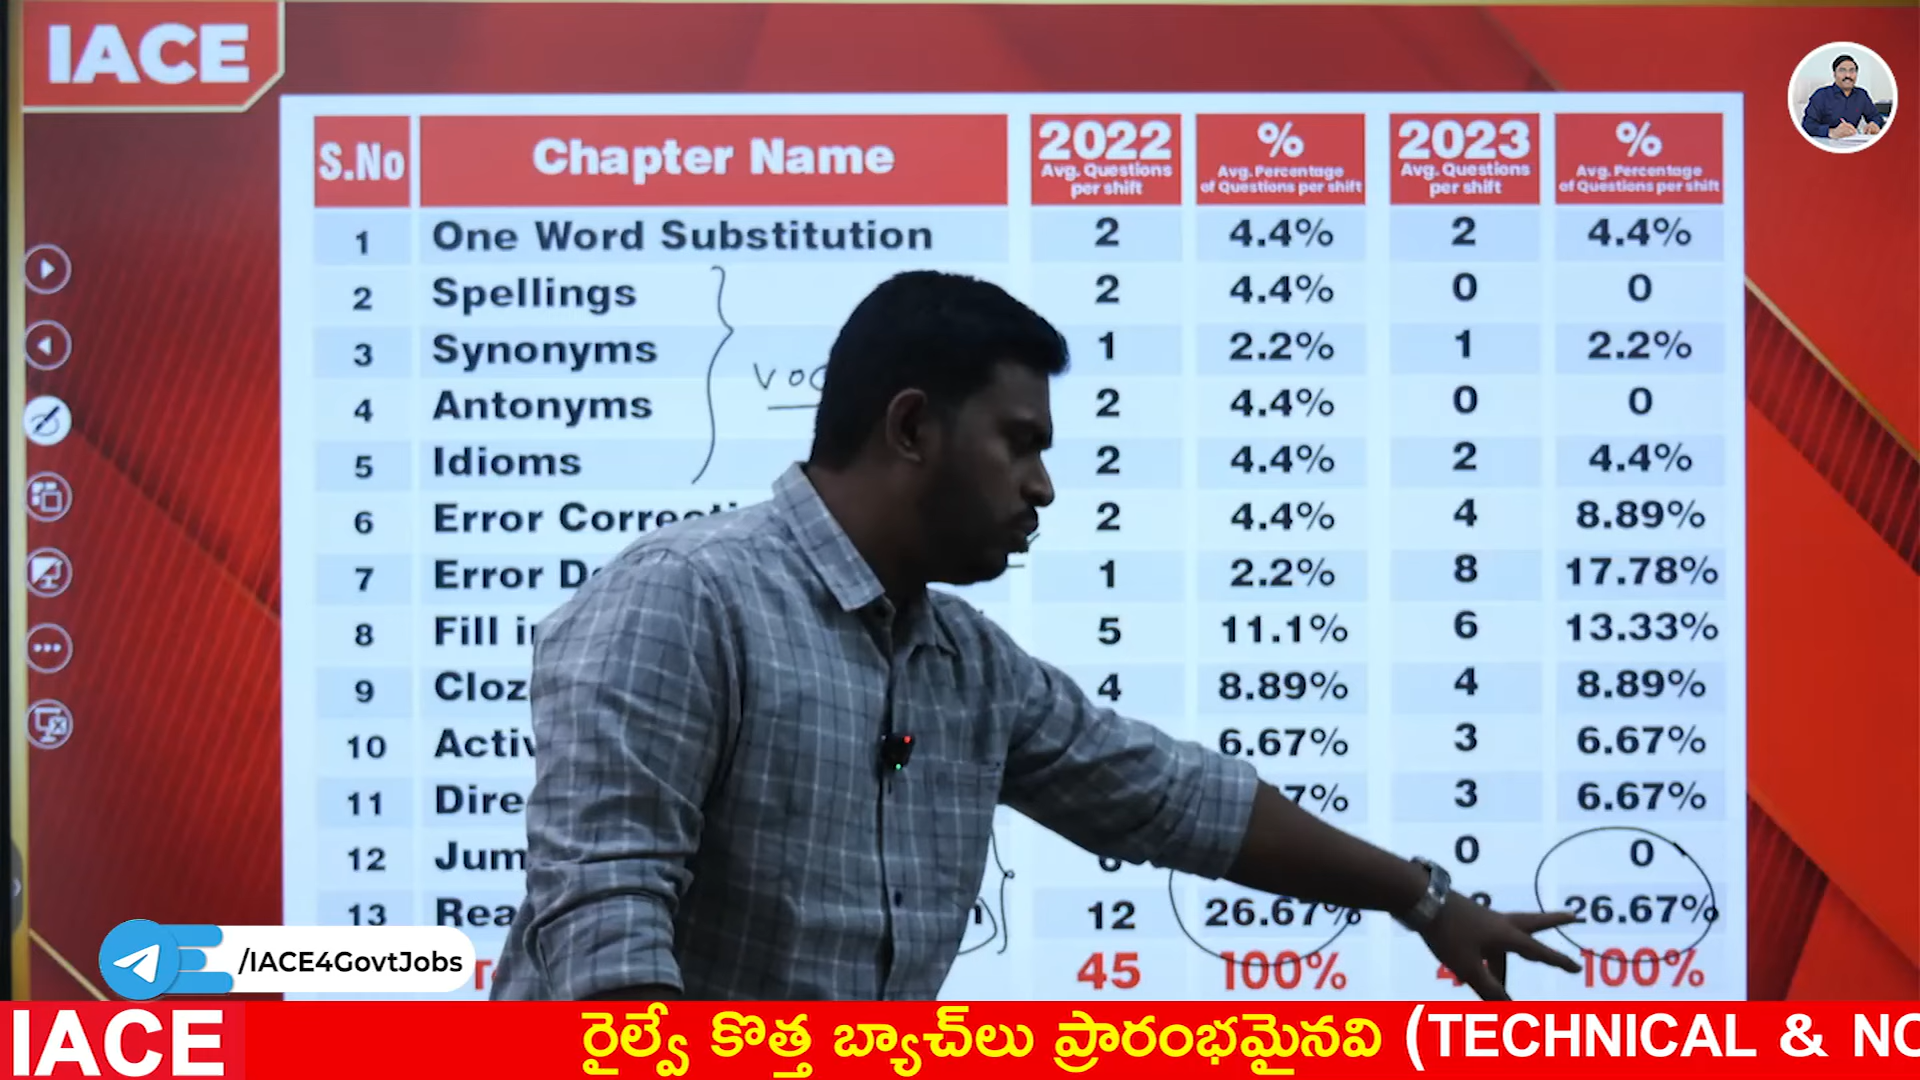 IACE
S.No Chapter Name 2022 Avg. Questions per shift % Avg. Percentage of Questions per shift 2023 Avg. Questions per shift % Avg. Percentage of Questions per shift
1 One Word Substitution 2 4.4% 2 4.4%
2 Spellings 2 4.4% 0 0
3 Synonyms 1 2.2% 1 2.2%
4 Antonyms 2 4.4% 0 0
5 Idioms 2 4.4% 2 4.4%
6 Error 2 4.4% 4 8.89%
7 Error 1 2.2% 8 17.78%
8 Fill 5 11.1% 6 13.33%
9 4 8.89% 4 8.89%
10 6.67% 3 6.67%
11 3 6.67%
12 0 0
13 12 26.67% 26.67%
45 100% 100%
/IACE4GovtJobs
IACE రైల్వే కొత్త బ్యాచ్‌లు ప్రారంభమైనవి (TECHNICAL &